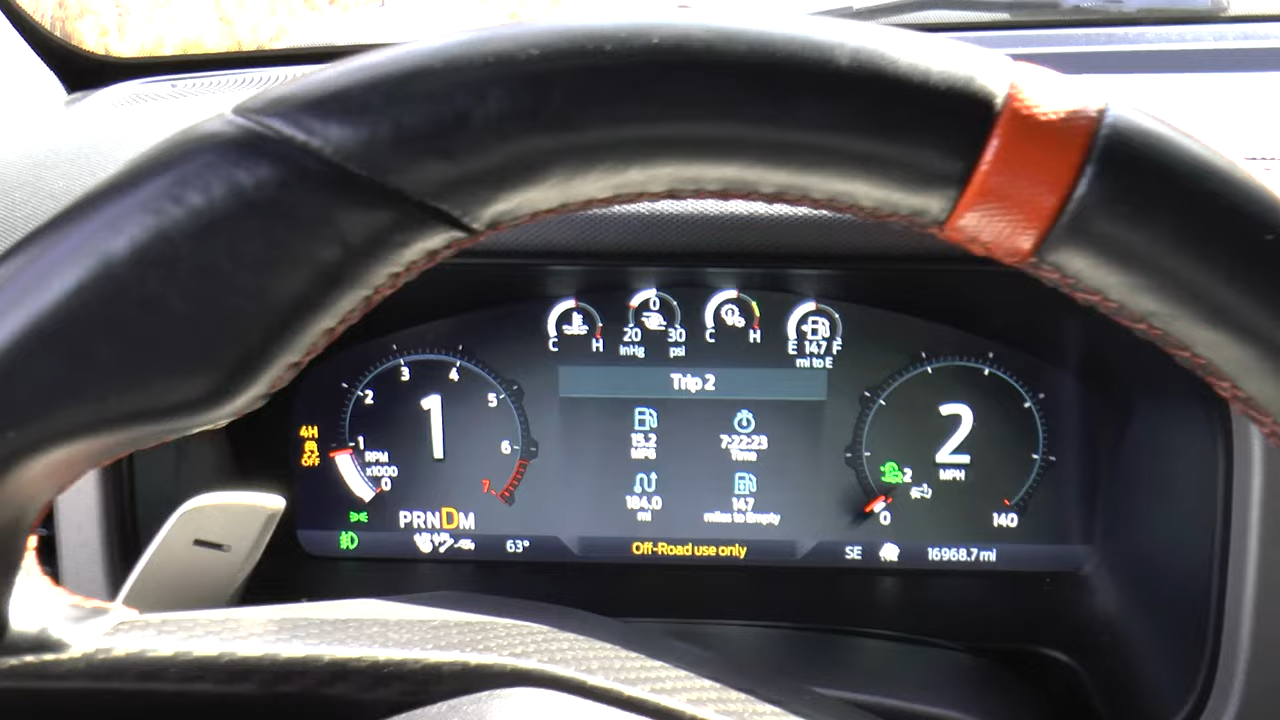 0
20 30
C H inHg psi C H E 147 F
mi to E
Trip 2
1 2 3 4 5 6 7
RPM
x1000
0
1
4H
OFF
15.2
MPG
7:22:23
Time
184.0
mi
147
miles to Empty
2
MPH
2
0 140
PRNDM
63°
Off-Road use only
SE
16968.7 mi